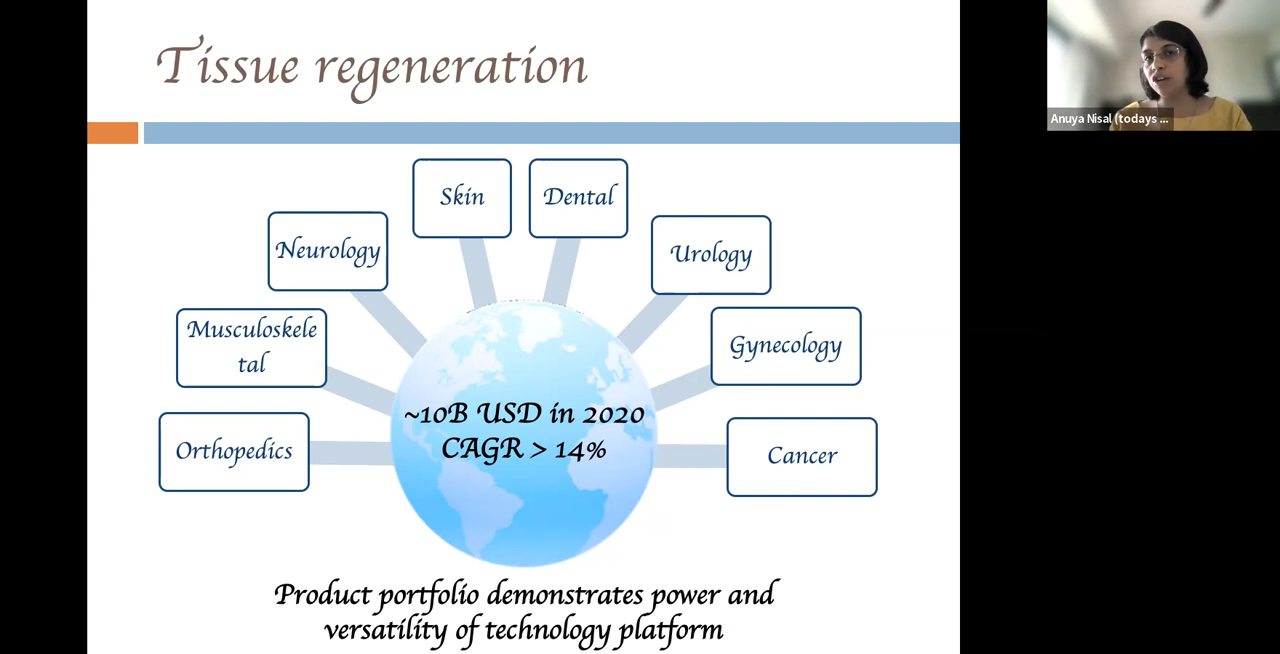 Tissue regeneration
Skin
Dental
Neurology
Urology
Musculoskele
tal
Gynecology
Orthopedics
Cancer
~10B USD in 2020
CAGR > 14%
Product portfolio demonstrates power and
versatility of technology platform
Anuya Nisal (todays ...